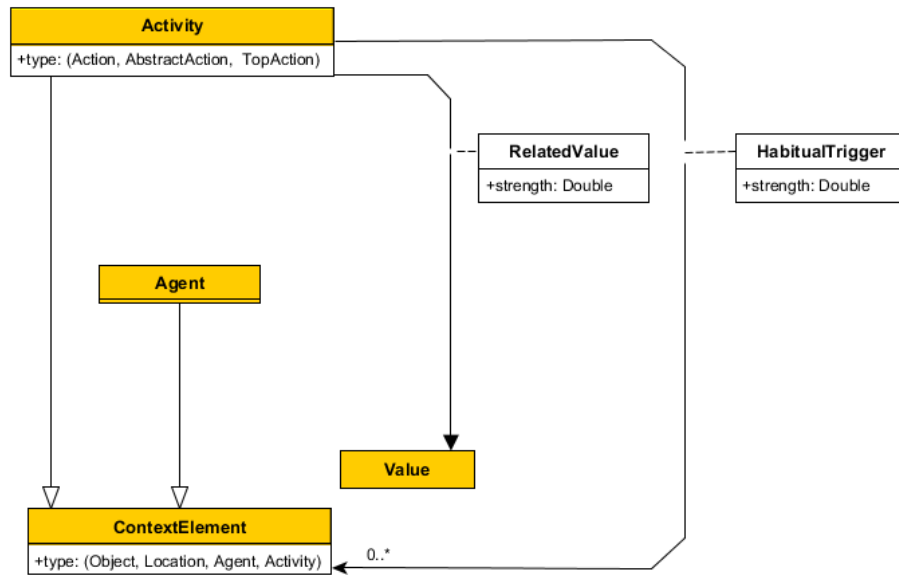 Activity
+type: (Action, AbstractAction, TopAction)
RelatedValue
+strength: Double
HabitualTrigger
+strength: Double
Agent
Value
ContextElement
+type: (Object, Location, Agent, Activity)
0..*